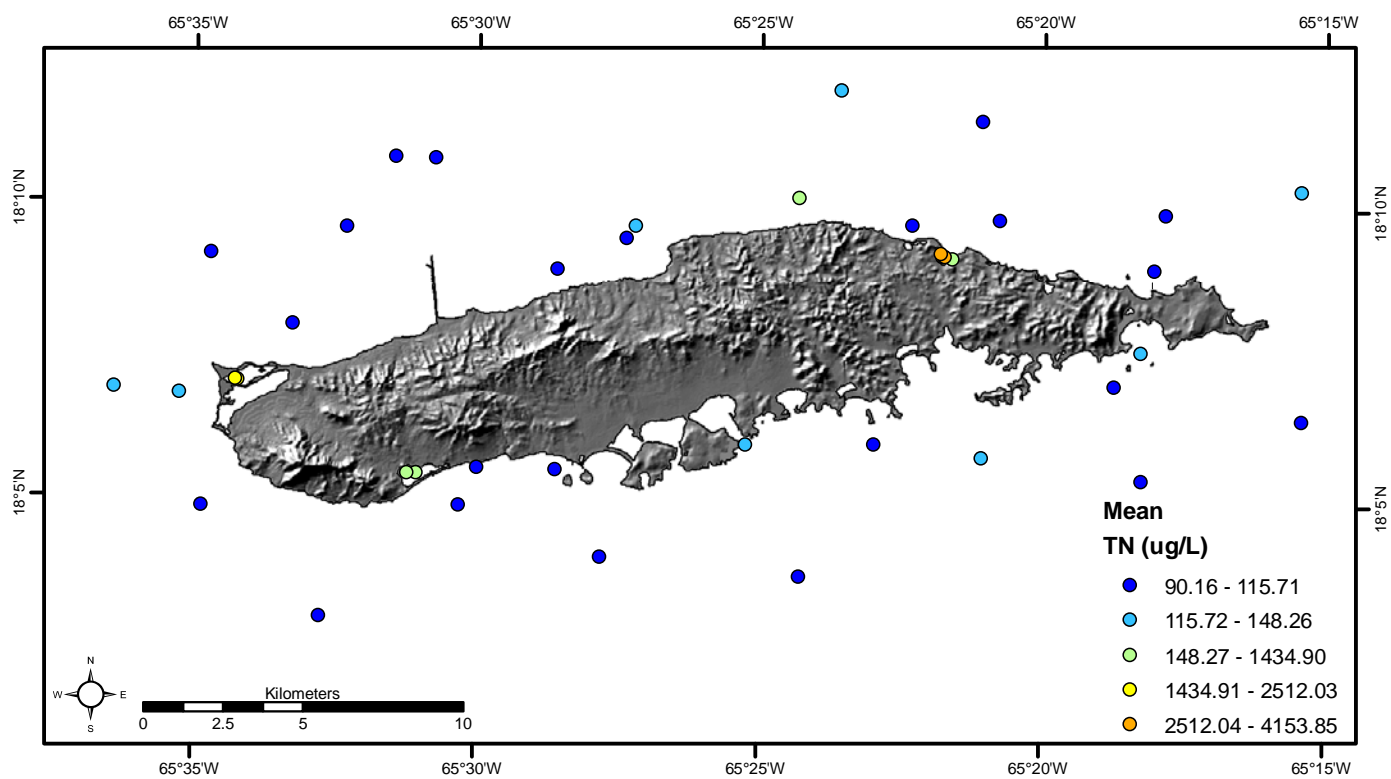 65°35'W 65°30'W 65°25'W 65°20'W 65°15'W
18°10'N 18°10'N
18°5'N 18°5'N
Mean
TN (ug/L)
90.16 - 115.71
115.72 - 148.26
148.27 - 1434.90
1434.91 - 2512.03
2512.04 - 4153.85
N
W E
S
Kilometers
0 2.5 5 10
65°35'W 65°30'W 65°25'W 65°20'W 65°15'W